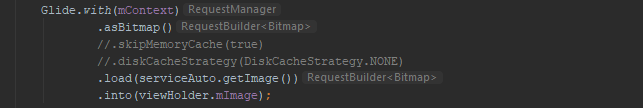 Glide.with(mContext) RequestManager
.asBitmap() RequestBuilder<Bitmap>
//.skipMemoryCache(true)
//.diskCacheStrategy(DiskCacheStrategy.NONE)
.load(serviceAuto.getImage()) RequestBuilder<Bitmap>
.into(viewHolder.mImage);